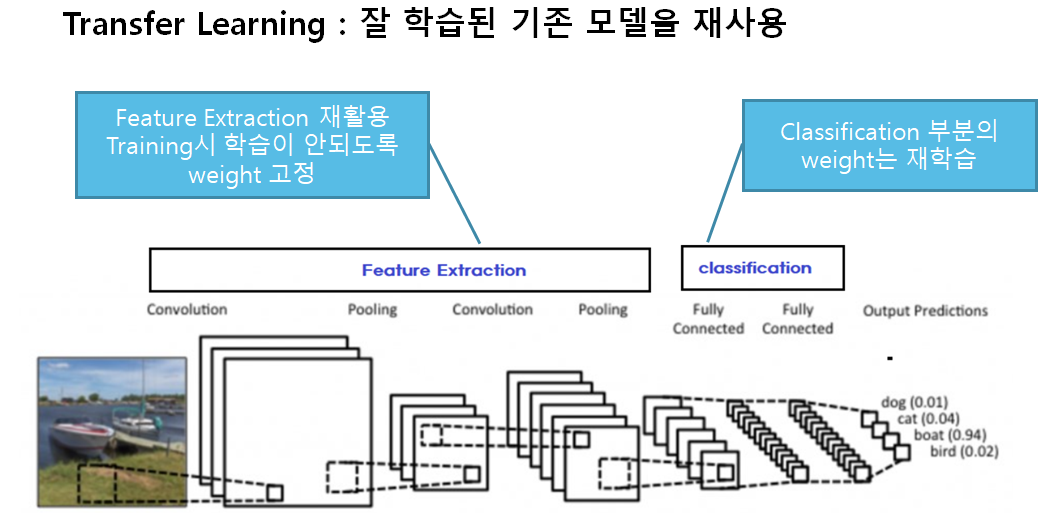 Transfer Learning : 잘 학습된 기존 모델을 재사용
Feature Extraction 재활용
Training시 학습이 안되도록
weight 고정
Classification 부분의
weight는 재학습
Feature Extraction
classification
Convolution
Pooling
Convolution
Pooling
Fully
Connected
Fully
Connected
Output Predictions
dog (0.01)
cat (0.04)
boat (0.94)
bird (0.02)